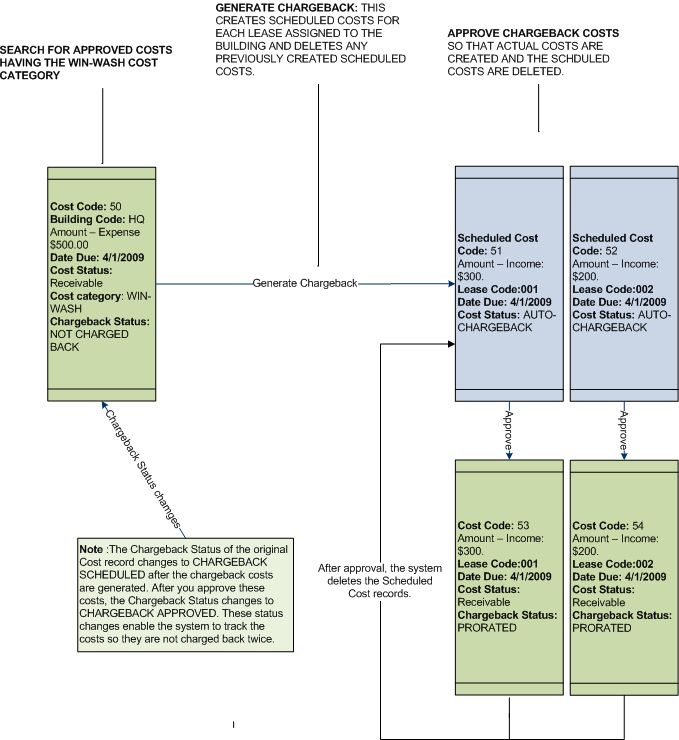 SEARCH FOR APPROVED COSTS
HAVING THE WIN-WASH COST
CATEGORY
GENERATE CHARGEBACK: THIS
CREATES SCHEDULED COSTS FOR
EACH LEASE ASSIGNED TO THE
BUILDING AND DELETES ANY
PREVIOUSLY CREATED SCHEDULED
COSTS.
APPROVE CHARGEBACK COSTS
SO THAT ACTUAL COSTS ARE
CREATED AND THE SCHDULED
COSTS ARE DELETED.
Cost Code: 50
Building Code: HQ
Amount – Expense
$500.00
Date Due: 4/1/2009
Cost Status:
Receivable
Cost category: WIN-
WASH
Chargeback Status:
NOT CHARGED
BACK
Generate Chargeback
Scheduled Cost
Code: 51
Amount – Income:
$300.
Lease Code:001
Date Due: 4/1/2009
Cost Status: AUTO-
CHARGEBACK
Scheduled Cost
Code: 52
Amount – Income:
$200.
Lease Code:002
Date Due: 4/1/2009
Cost Status: AUTO-
CHARGEBACK
Chargeback Status chamges
Approve
Approve
Note :The Chargeback Status of the original
Cost record changes to CHARGEBACK
SCHEDULED after the chargeback costs
are generated. After you approve these
costs, the Chargeback Status changes to
CHARGEBACK APPROVED. These status
changes enable the system to track the
costs so they are not charged back twice.
After approval, the system
deletes the Scheduled
Cost records.
Cost Code: 53
Amount – Income:
$300.
Lease Code:001
Date Due: 4/1/2009
Cost Status:
Receivable
Chargeback Status:
PRORATED
Cost Code: 54
Amount – Income:
$200.
Lease Code:002
Date Due: 4/1/2009
Cost Status:
Receivable
Chargeback Status:
PRORATED